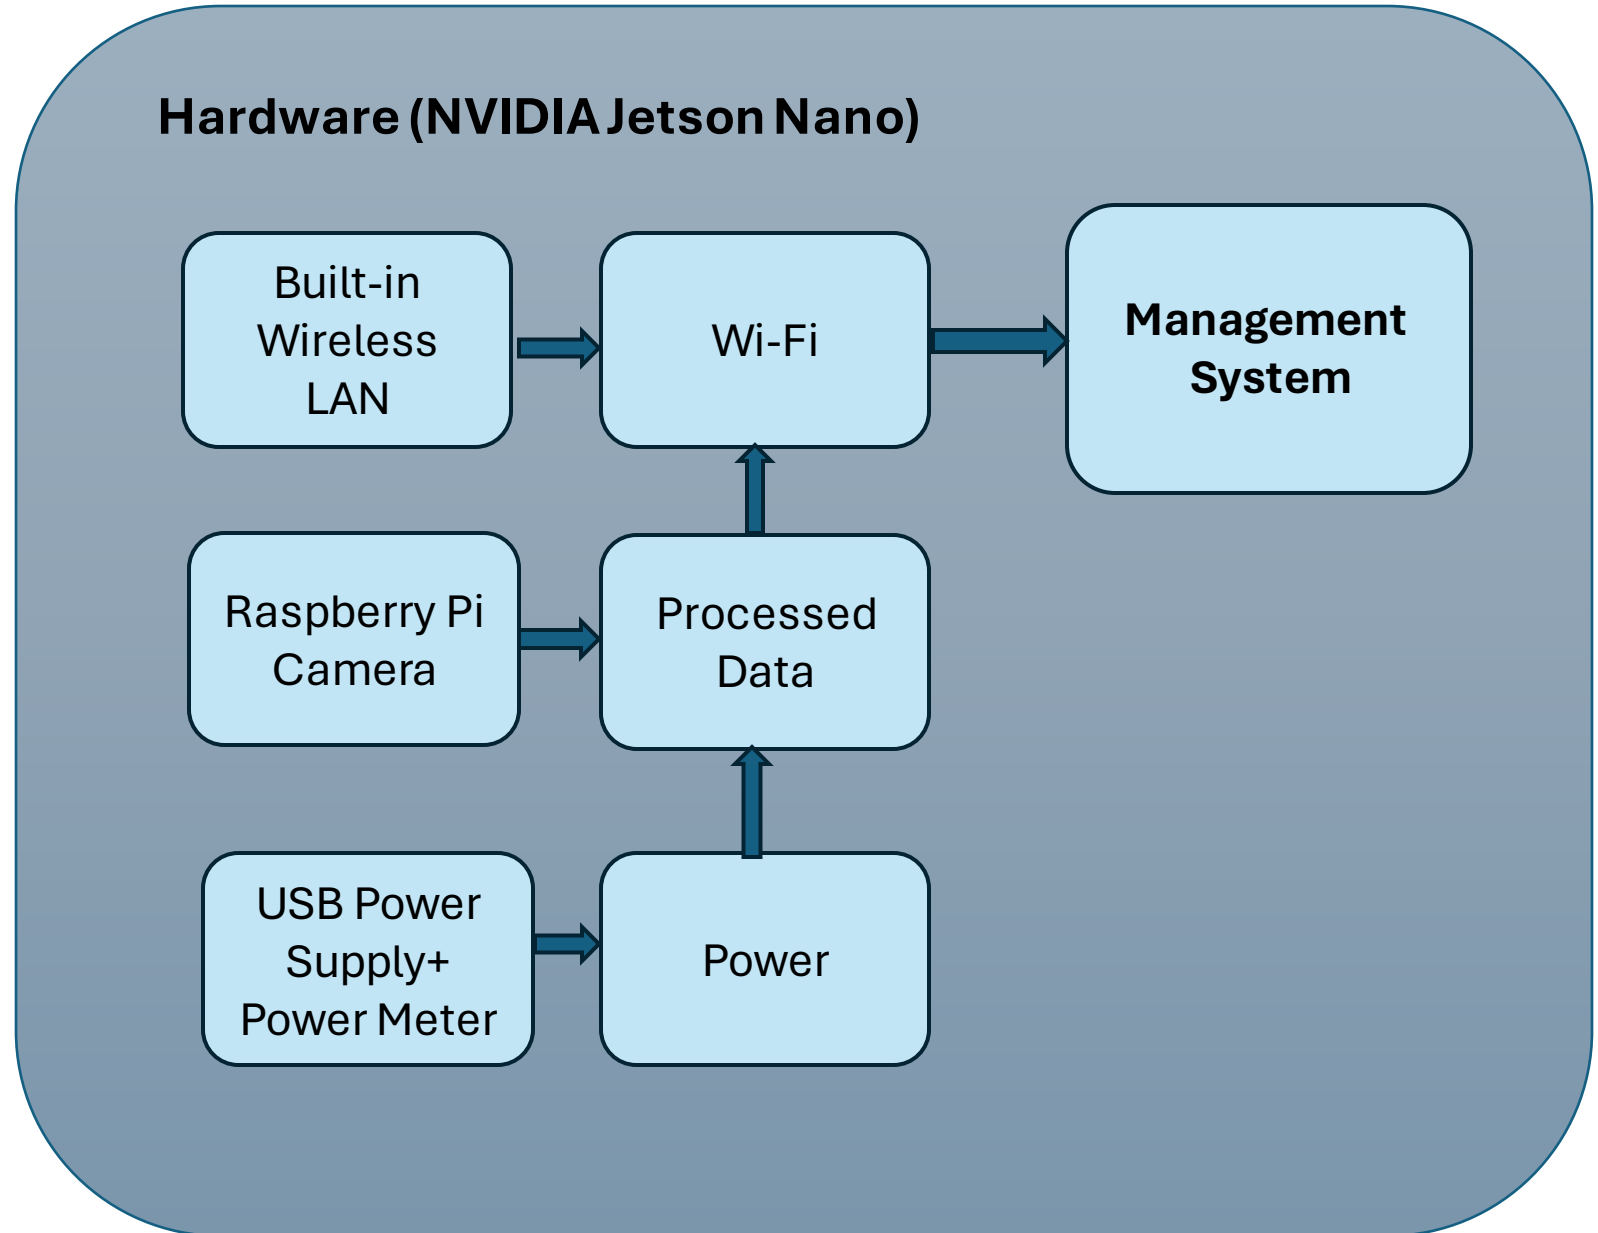 Hardware (NVIDIA Jetson Nano)
Built-in
Wireless
LAN
Wi-Fi
Management
System
Raspberry Pi
Camera
Processed
Data
USB Power
Supply+
Power Meter
Power